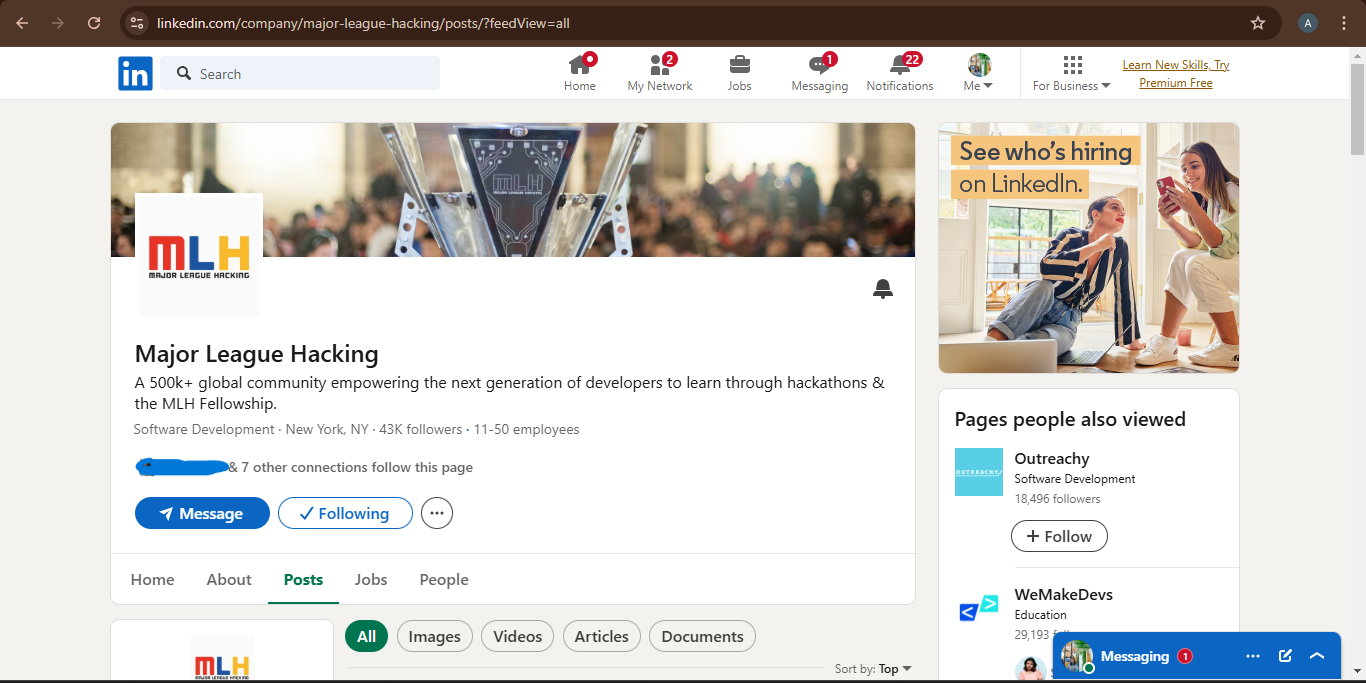 linkedin.com/company/major-league-hacking/posts/?feedView=all
A
in
Search
Home
2
My Network
Jobs
1
Messaging
22
Notifications
Me
For Business
Learn New Skills, Try
Premium Free
MLH
MLH
MAJOR LEAGUE HACKING
See who's hiring
on LinkedIn.
Major League Hacking
A 500k+ global community empowering the next generation of developers to learn through hackathons &
the MLH Fellowship.
Software Development · New York, NY · 43K followers · 11-50 employees
& 7 other connections follow this page
Message
Following
Home
About
Posts
Jobs
People
All
Images
Videos
Articles
Documents
Sort by: Top
MLH
MAJOR LEAGUE HACKING
Pages people also viewed
OUTREACHY
Outreachy
Software Development
18,496 followers
+ Follow
WeMakeDevs
Education
29,193
Messaging
1